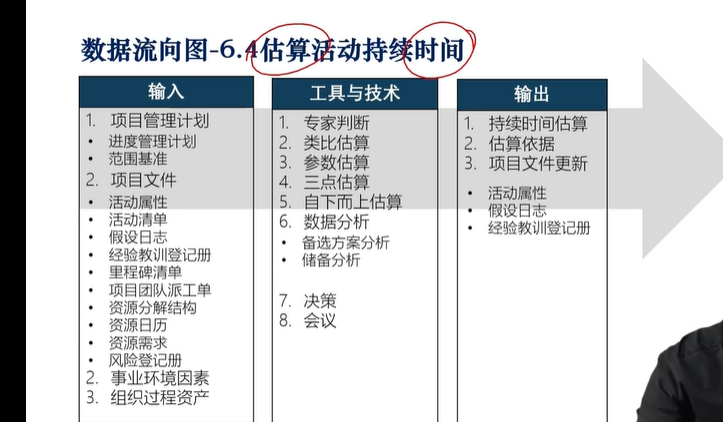 数据流向图-6.4估算活动持续时间
输入
1. 项目管理计划
• 进度管理计划
• 范围基准
2. 项目文件
• 活动属性
• 活动清单
• 假设日志
• 经验教训登记册
• 里程碑清单
• 项目团队派工单
• 资源分解结构
• 资源日历
• 资源需求
• 风险登记册
2. 事业环境因素
3. 组织过程资产
工具与技术
1. 专家判断
2. 类比估算
3. 参数估算
4. 三点估算
5. 自下而上估算
6. 数据分析
• 备选方案分析
• 储备分析
7. 决策
8. 会议
输出
1. 持续时间估算
2. 估算依据
3. 项目文件更新
• 活动属性
• 假设日志
• 经验教训登记册